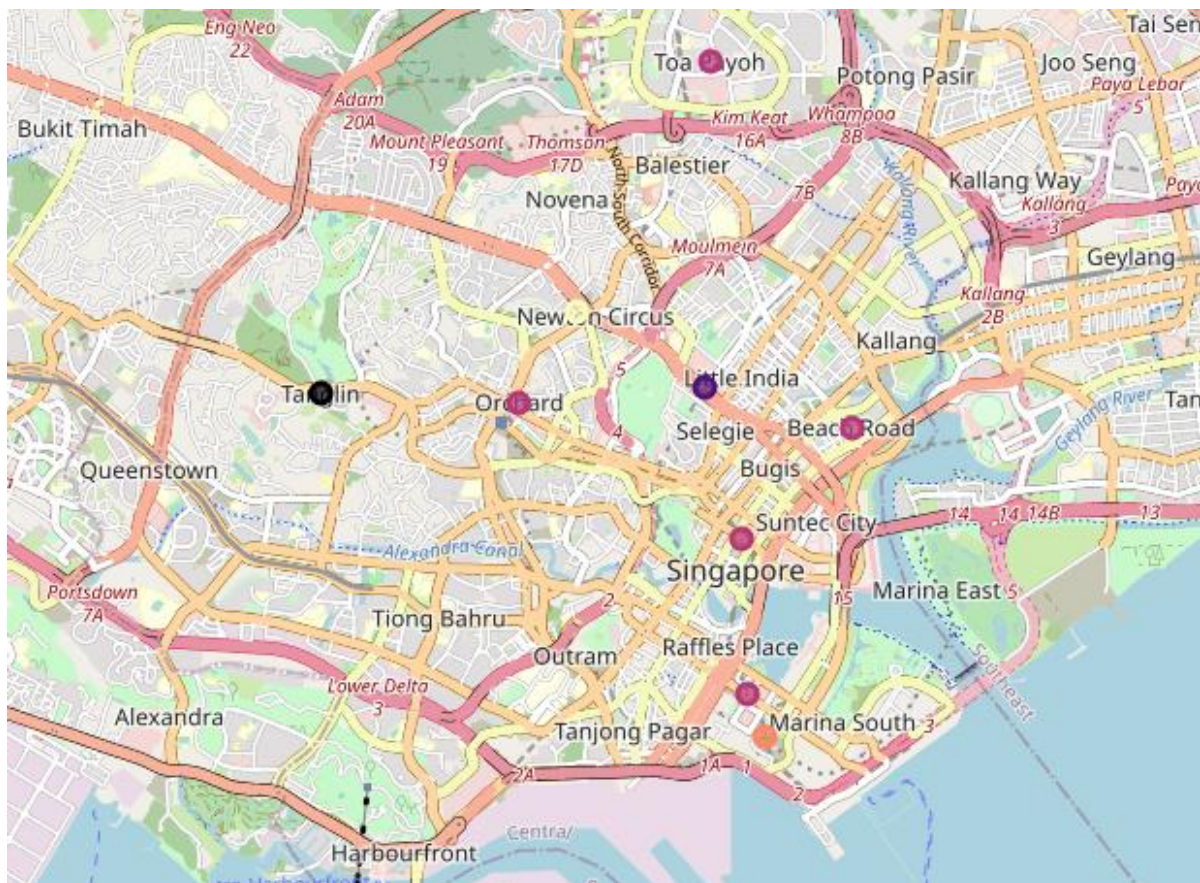 Eng Neo
22
Toa Payoh
Tai Sen
Joo Seng
Potong Pasir
Paya Lebar
5
Adam
20A
Bukit Timah
Mount Pleasant
19
Thomson
17D
Kim Keat
16A
Whampoa
8B
Balestier
Novena
North South Corridor
7B
Kallang River
Kallang Way
Kallang
3
Paya
Moulmein
7A
Geylang
Kallang
2B
Newton Circus
Kallang
5
Little India
Tanglin
Orchard
4
Selegie
Beach Road
Geylang River
Tan
Queenstown
Bugis
Suntec City
14
14
14B
13
Alexandra Canal
Singapore
Portsdown
7A
2
15
Marina East
5
Tiong Bahru
Raffles Place
Outram
Southeast
Lower Delta
3
Alexandra
Tanjong Pagar
Marina South
3
2A
1A
1
2
Central
Harbourfront